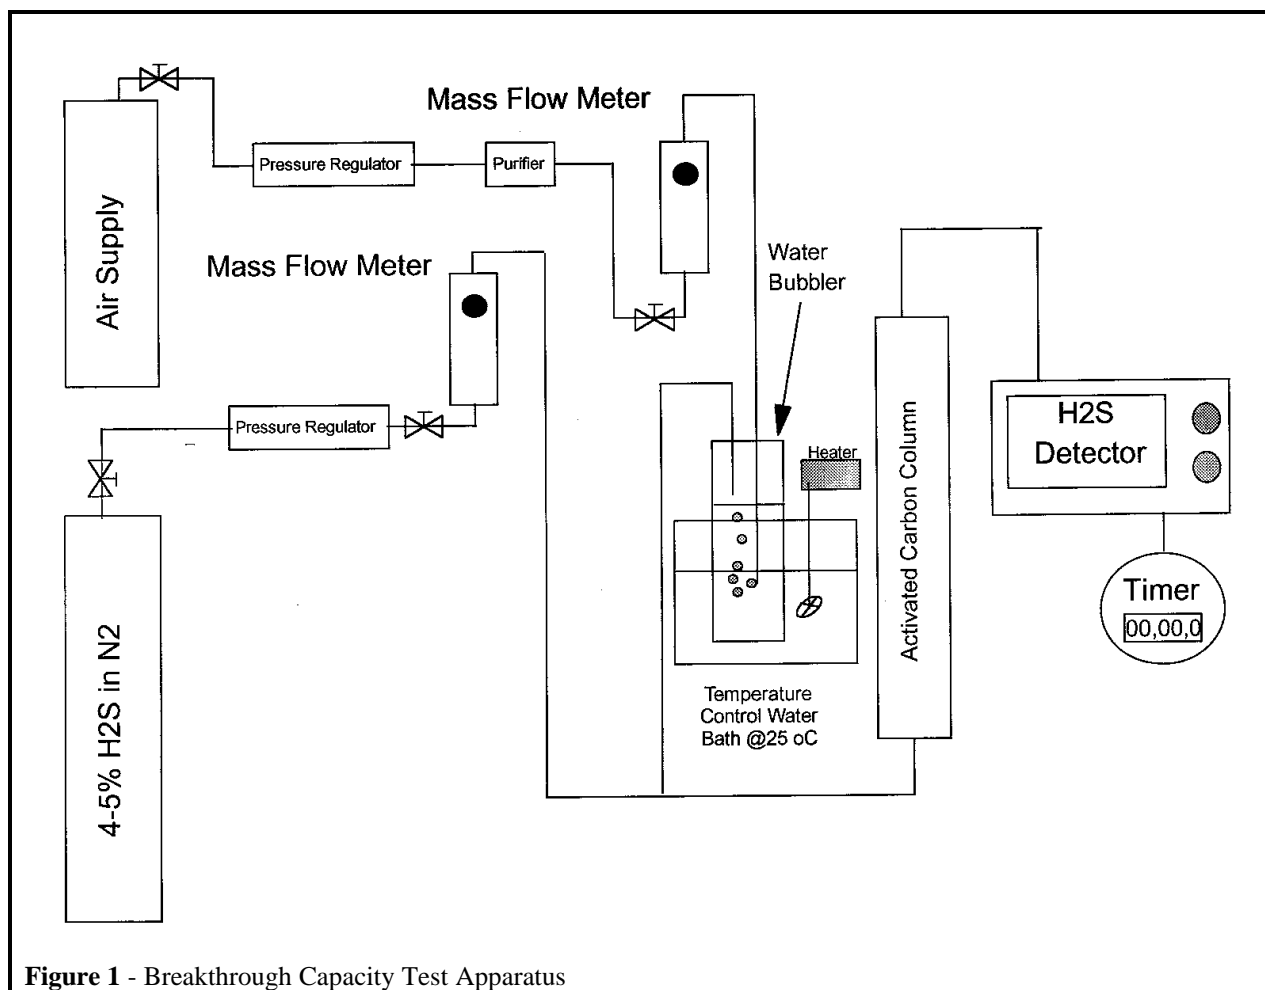 Mass Flow Meter
Pressure Regulator
Purifier
Air Supply
Mass Flow Meter
Water
Bubbler
Pressure Regulator
Heater
H2S
Detector
Activated Carbon Column
Timer
00,00,0
4-5% H2S in N2
Temperature
Control Water
Bath @25 oC
Figure 1 - Breakthrough Capacity Test Apparatus